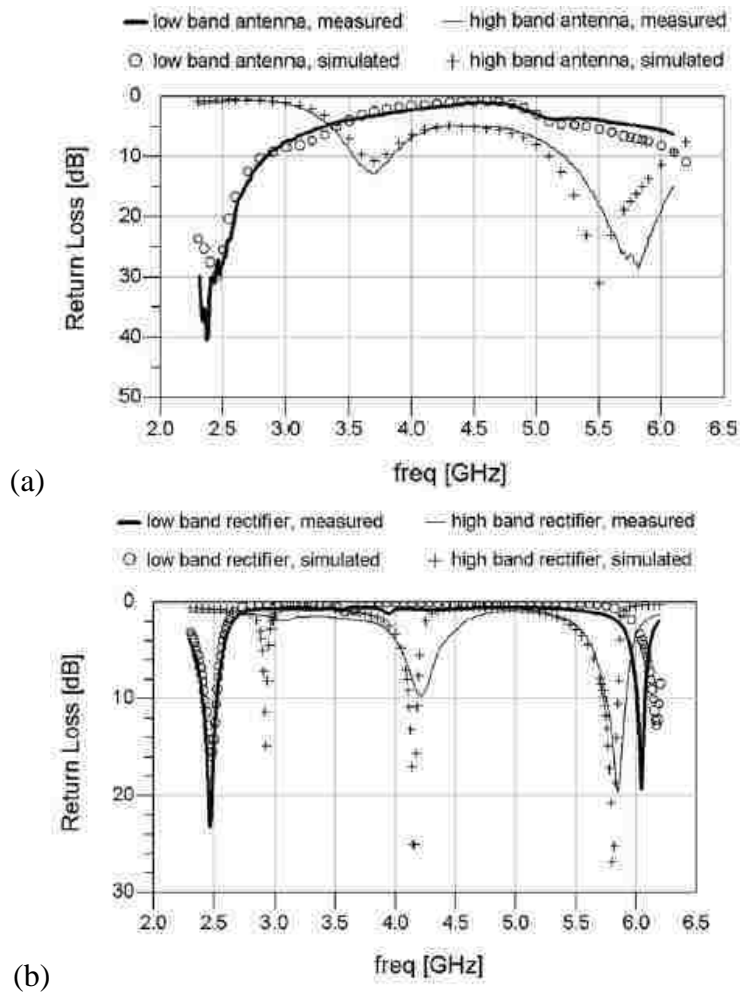 low band antenna, measured high band antenna, measured
low band antenna, simulated high band antenna, simulated
0
10
20
30
40
50
Return Loss [dB]
2.0 2.5 3.0 3.5 4.0 4.5 5.0 5.5 6.0 6.5
freq [GHz]
(a)
low band rectifier, measured high band rectifier, measured
low band rectifier, simulated high band rectifier, simulated
0
10
20
30
Return Loss [dB]
2.0 2.5 3.0 3.5 4.0 4.5 5.0 5.5 6.0 6.5
freq [GHz]
(b)